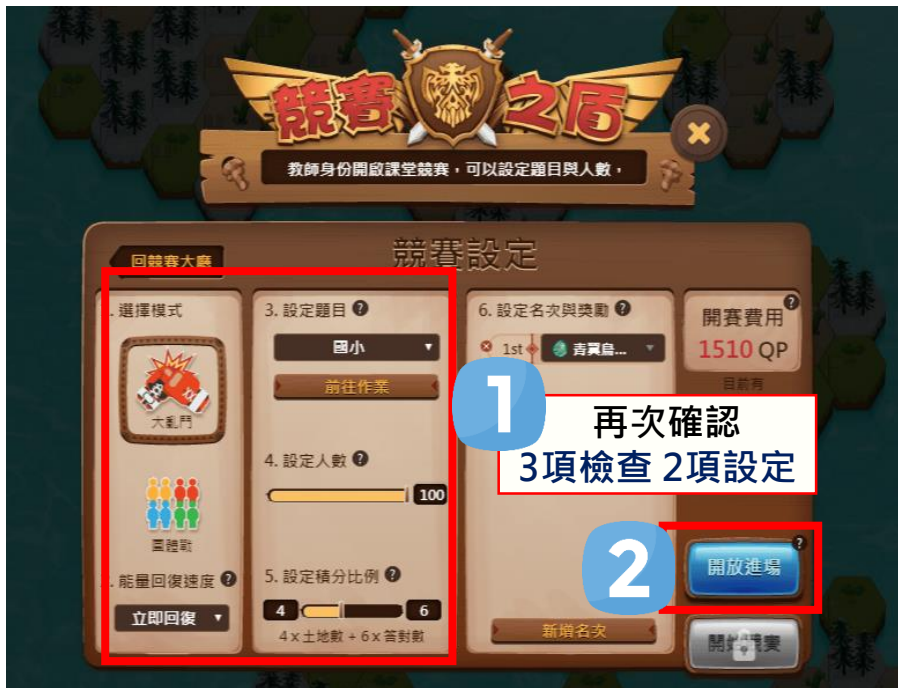 競賽之盾
教師身份開啟課堂競賽,可以設定題目與人數,
回競賽大廳
競賽設定
. 選擇模式
大亂鬥
團體戰
. 能量回復速度 ?
立即回復
3. 設定題目 ?
國小
前往作業
4. 設定人數 ?
100
5. 設定積分比例 ?
4 6
4 x 土地數 + 6 x 答對數
6. 設定名次與獎勵 ?
1st 青翼鳥...
新增名次
開賽費用 ?
1510 QP
目前有
1
再次確認
3項檢查 2項設定
2
開放進場 ?
開始競賽